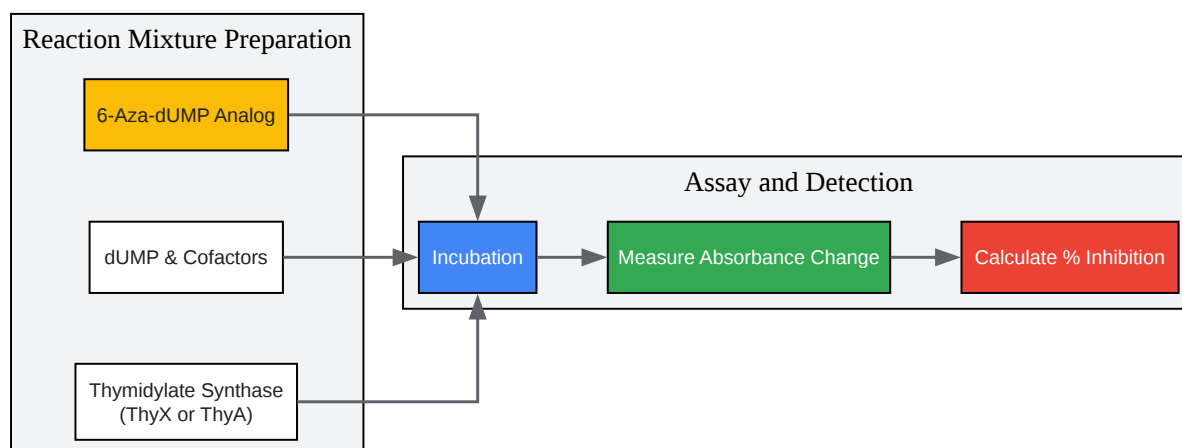 Reaction Mixture Preparation
6-Aza-dUMP Analog
dUMP & Cofactors
Thymidylate Synthase
(ThyX or ThyA)
Assay and Detection
Incubation
Measure Absorbance Change
Calculate % Inhibition